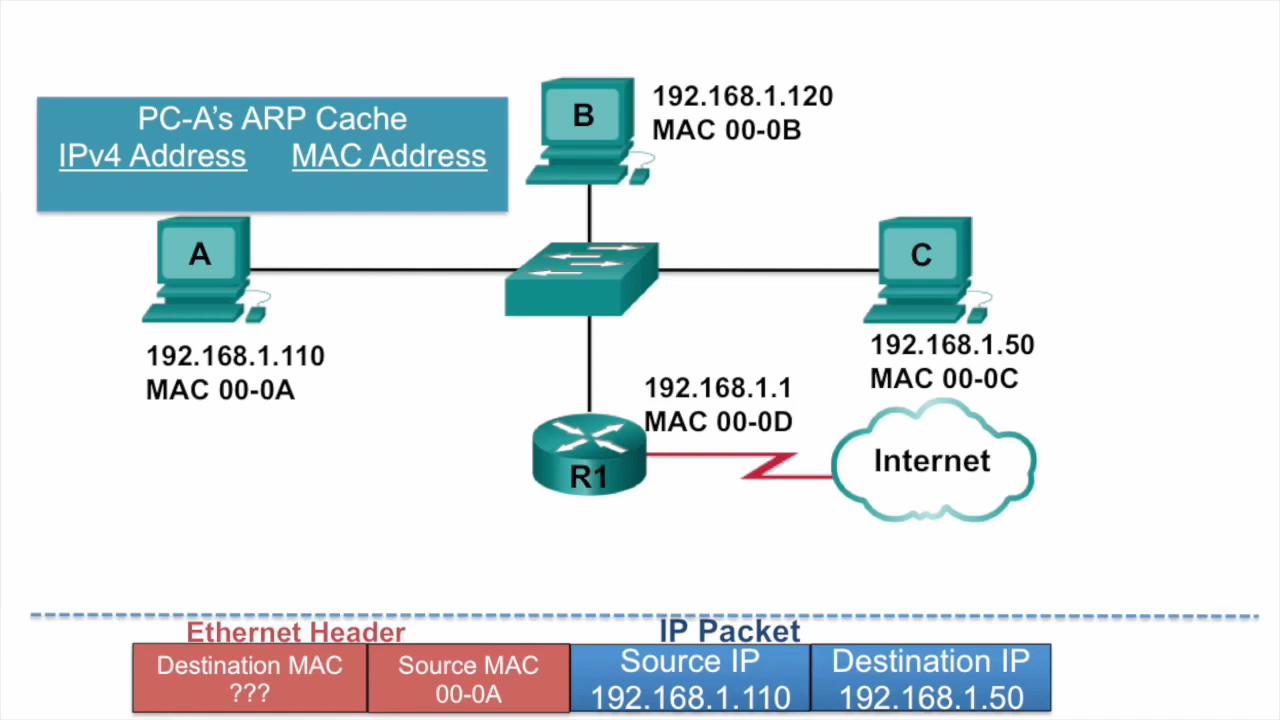 PC-A’s ARP Cache
IPv4 Address MAC Address
B
192.168.1.120
MAC 00-0B
A
192.168.1.110
MAC 00-0A
C
192.168.1.50
MAC 00-0C
192.168.1.1
MAC 00-0D
R1
Internet
Ethernet Header
IP Packet
Destination MAC
???
Source MAC
00-0A
Source IP
192.168.1.110
Destination IP
192.168.1.50